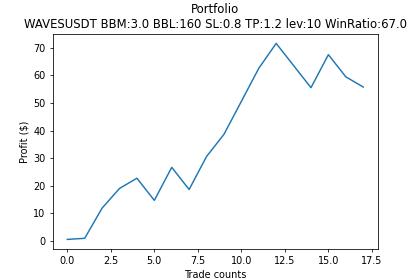 Portfolio
WAVESUSDT BBM:3.0 BBL:160 SL:0.8 TP:1.2 lev:10 WinRatio:67.0
70
60
50
40
30
20
10
0
Profit ($)
0.0 2.5 5.0 7.5 10.0 12.5 15.0 17.5
Trade counts